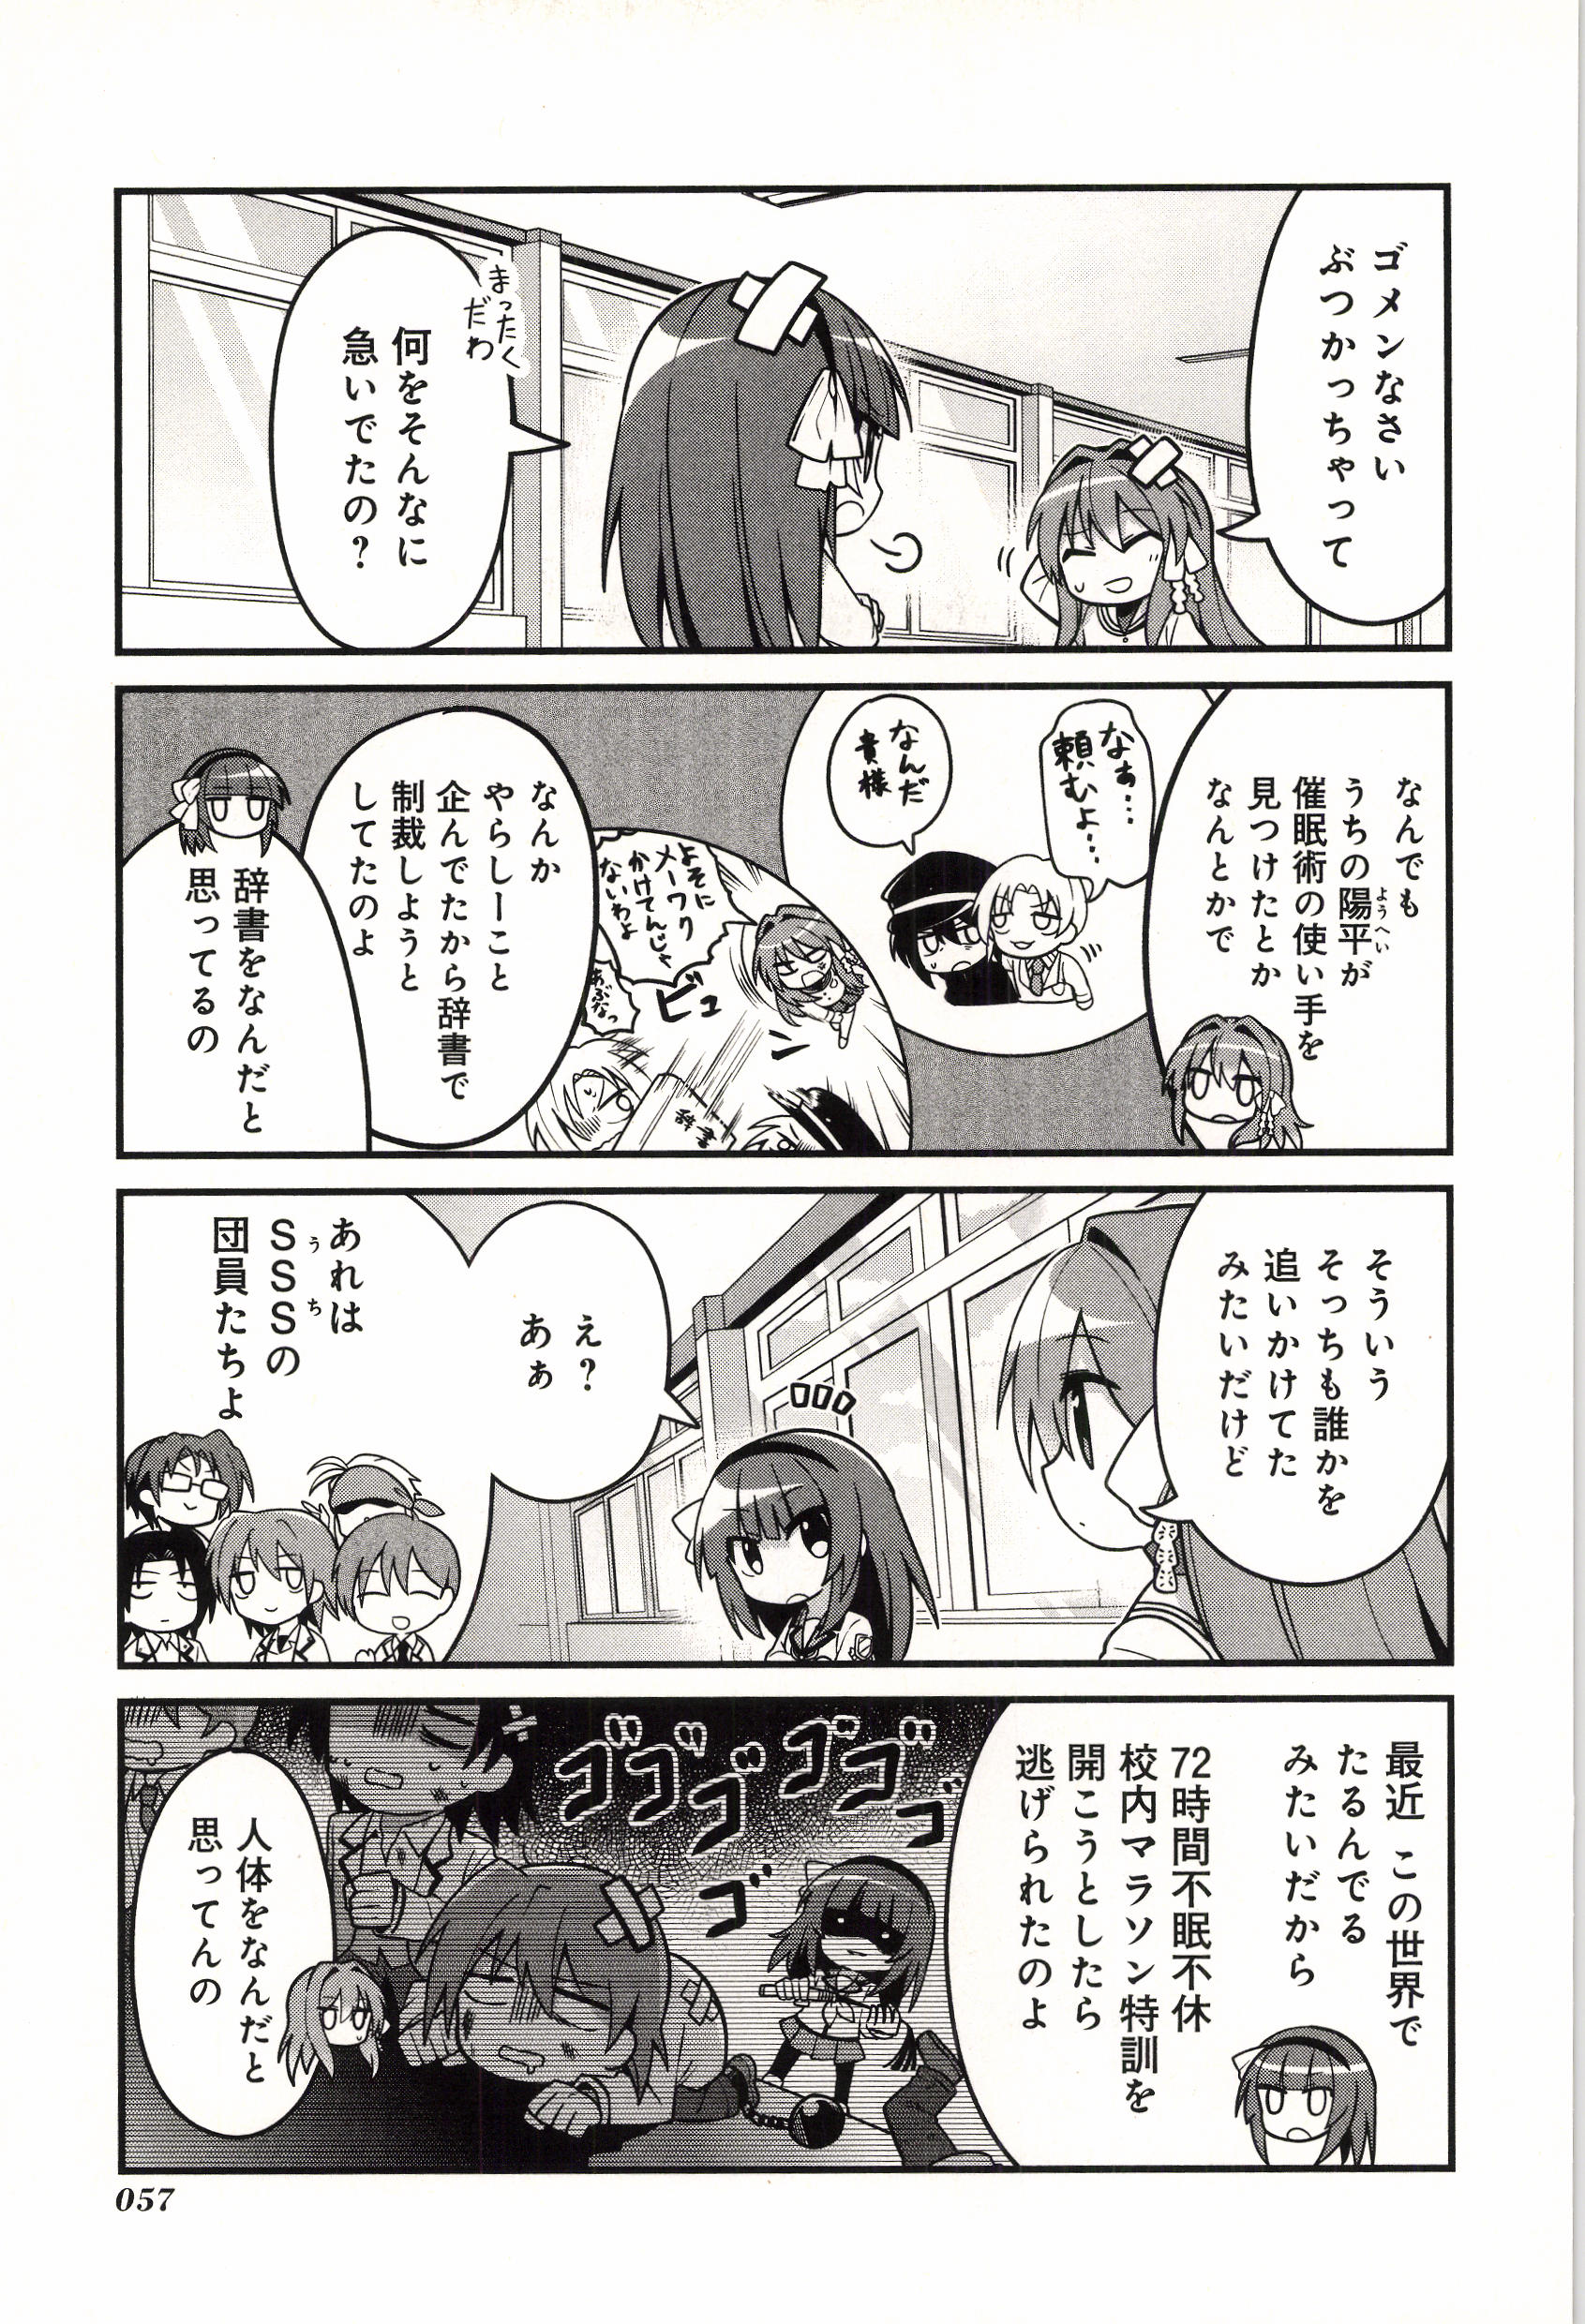 ゴメンなさい
ぶつかっちゃって
まったく
だわ
何をそんなに
急いでたの?
なんでも
うちの陽平が
ようへい
催眠術の使い手を
見つけたとか
なんとかで
なぁ…
頼むよ…
なんだ
貴様
よそに
メーワク
かけてんじゃ
ないわよ
あぶなっ
ビュ
ン
辞書
なんか
やらしーこと
企んでたから辞書で
制裁しようと
してたのよ
辞書をなんだと
思ってるの
そういう
そっちも誰かを
追いかけてた
みたいだけど
え?
あぁ
あれは
SSSの
うち
団員たちよ
最近 この世界で
たるんでる
みたいだから
72時間不眠不休
校内マラソン特訓を
開こうとしたら
逃げられたのよ
ゴゴゴゴゴゴ
ゴ
人体をなんだと
思ってんの
057